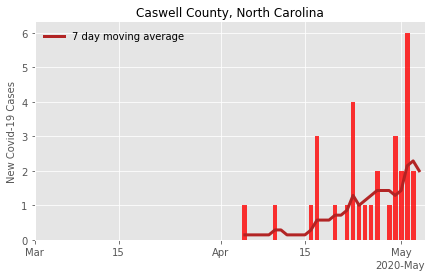 Caswell County, North Carolina
7 day moving average
New Covid-19 Cases
6
5
4
3
2
1
0
Mar 15 Apr 15 May
2020-May